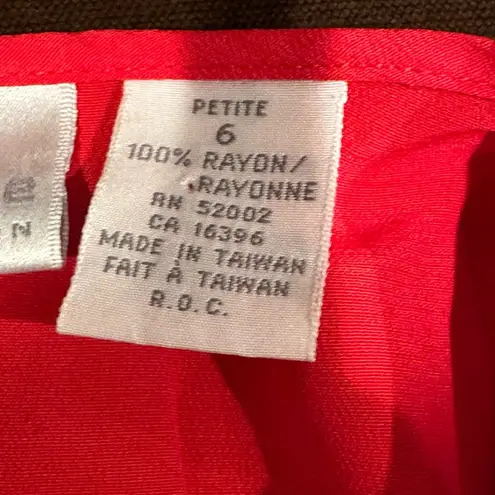 PETITE
6
100% RAYON/
RAYONNE
RN 52002
CA 16396
MADE IN TAIWAN
FAIT À TAIWAN
R.O.C.